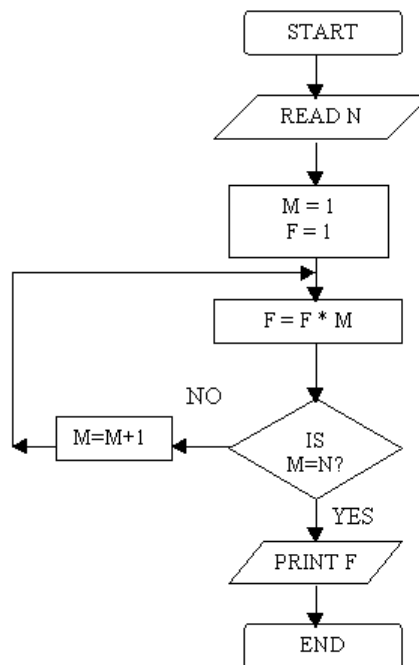 START
READ N
M = 1
F = 1
F = F * M
NO
M=M+1
IS
M=N?
YES
PRINT F
END